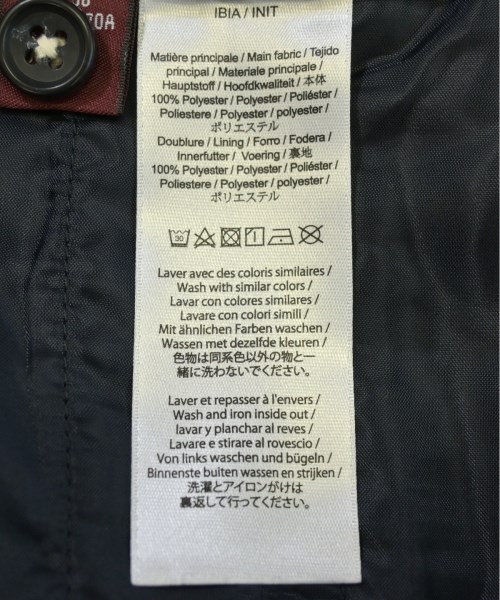 IBIA / INIT
Matière principale / Main fabric / Tejido
principal / Materiale principale /
Hauptstoff / Hoofdkwaliteit / 本体
100% Polyester / Polyester / Poliéster /
Poliestere / Polyester / polyester /
ポリエステル
Doublure / Lining / Forro / Fodera /
Innerfutter / Voering / 裏地
100% Polyester / Polyester / Poliéster /
Poliestere / Polyester / polyester /
ポリエステル
30
Laver avec des coloris similaires /
Wash with similar colors /
Lavar con colores similares /
Lavare con colori simili /
Mit ähnlichen Farben waschen /
Wassen met dezelfde kleuren /
色物は同系色以外の物と一
緒に洗わないでください。
Laver et repasser à l'envers /
Wash and iron inside out /
lavar y planchar al reves /
Lavare e stirare al rovescio /
Von links waschen und bügeln /
Binnenste buiten wassen en strijken /
洗濯とアイロンがけは
裏返して行ってください。